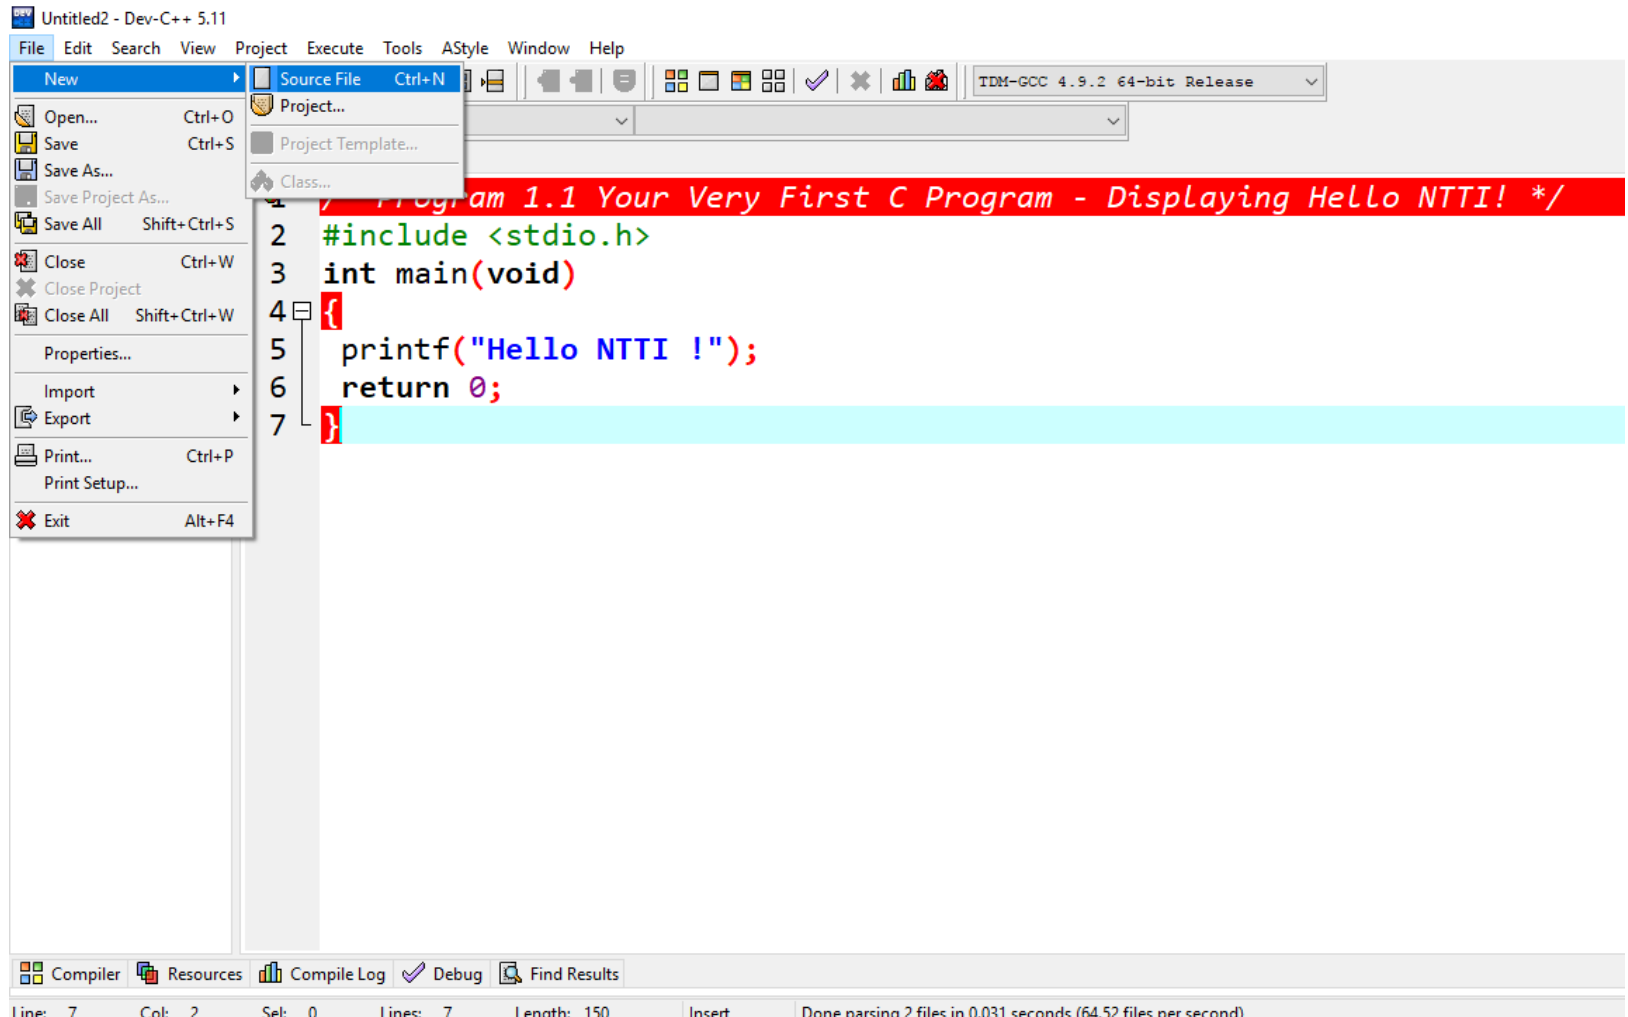 Untitled2 - Dev-C++ 5.11
File Edit Search View Project Execute Tools AStyle Window Help
New
Source File Ctrl+N
Project...
Project Template...
Class...
TDM-GCC 4.9.2 64-bit Release
Open... Ctrl+O
Save Ctrl+S
Save As...
Save Project As...
Save All Shift+Ctrl+S
Close Ctrl+W
Close Project
Close All Shift+Ctrl+W
Properties...
Import
Export
Print... Ctrl+P
Print Setup...
Exit Alt+F4
1 /* Program 1.1 Your Very First C Program - Displaying Hello NTTI! */
2 #include <stdio.h>
3 int main(void)
4 {
5 printf("Hello NTTI !");
6 return 0;
7 }
Compiler Resources Compile Log Debug Find Results
Line: 7 Col: 2 Sel: 0 Lines: 7 Length: 150 Insert Done parsing 2 files in 0.031 seconds (64.52 files per second)